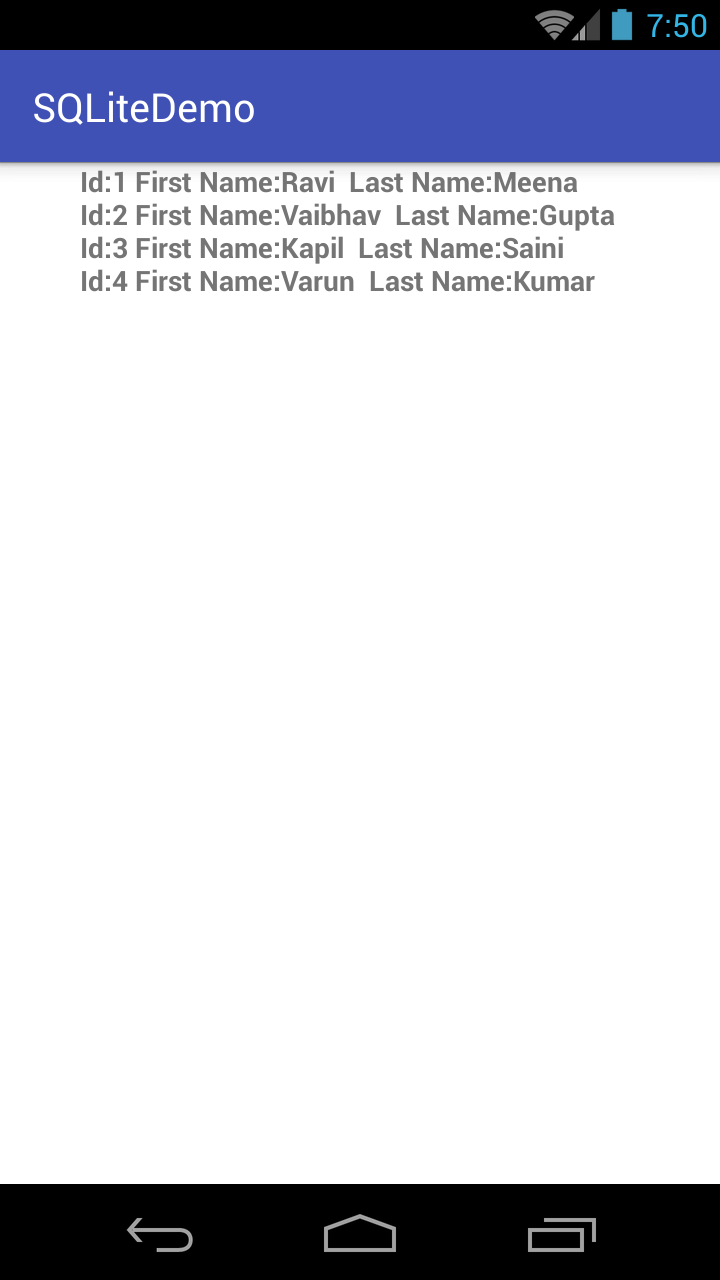 7:50
SQLiteDemo
Id:1 First Name:Ravi  Last Name:Meena
Id:2 First Name:Vaibhav  Last Name:Gupta
Id:3 First Name:Kapil  Last Name:Saini
Id:4 First Name:Varun  Last Name:Kumar